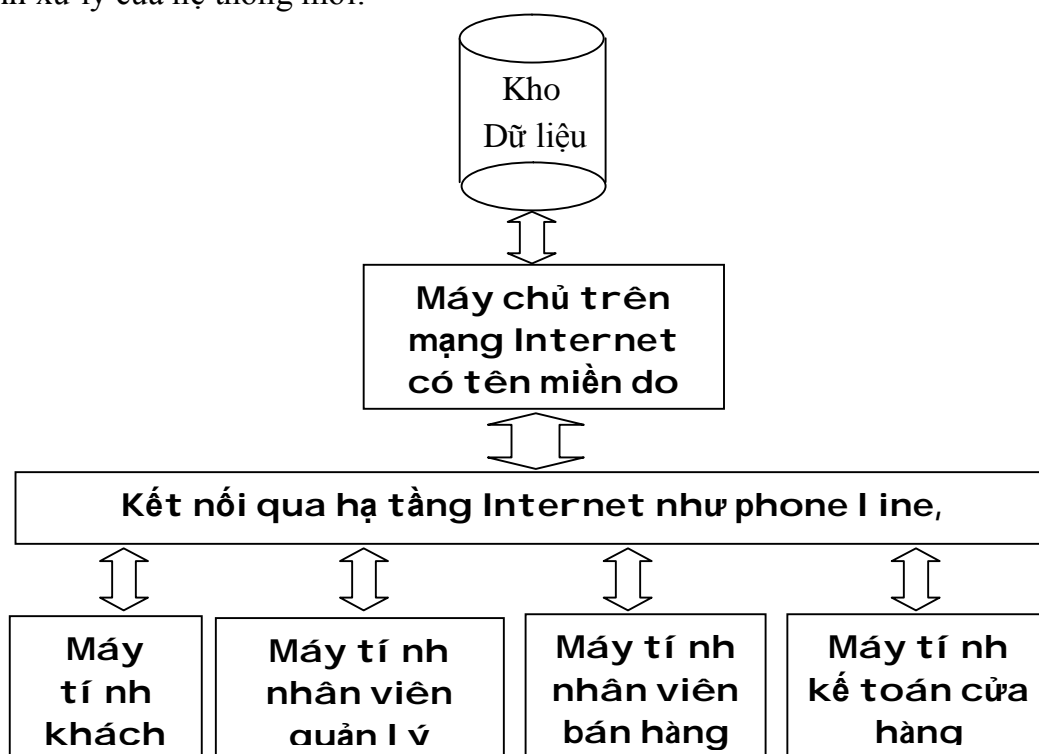 xử lý của hệ thống mới.
Kho
Dữ liệu
Máy chủ trên
mạng Internet
có tên miền do
Kết nối qua hạ tầng Internet như phone line,
Máy
tính
khách
Máy tính
nhân viên
quản lý
Máy tính
nhân viên
bán hàng
Máy tính
kế toán cửa
hàng